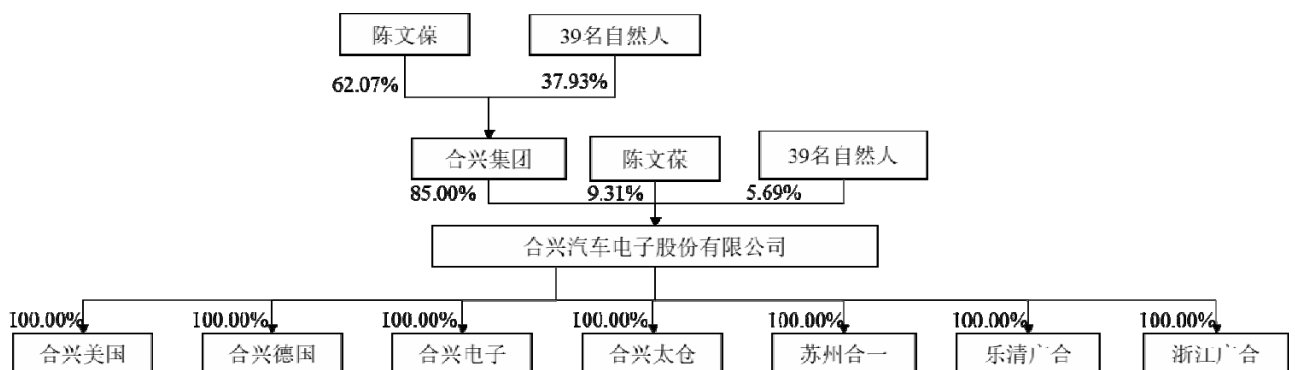 陈文葆
39名自然人
62.07%
37.93%
合兴集团
陈文葆
39名自然人
85.00%
9.31%
5.69%
合兴汽车电子股份有限公司
100.00%
100.00%
100.00%
100.00%
100.00%
100.00%
100.00%
合兴美国
合兴德国
合兴电子
合兴太仓
苏州合一
乐清广合
浙江广合